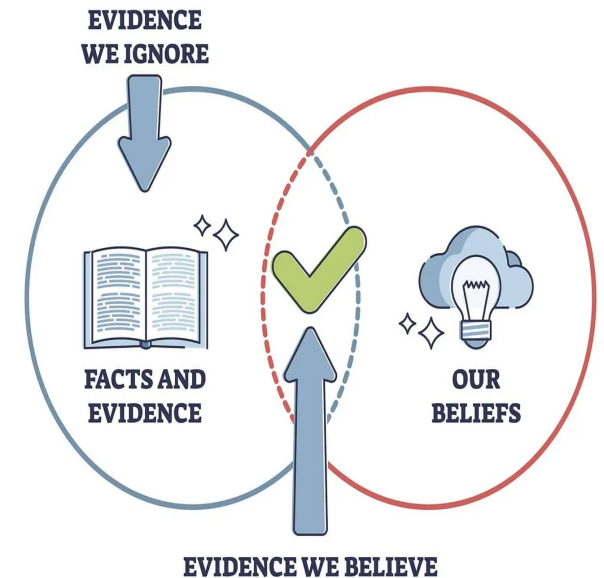 EVIDENCE
WE IGNORE
FACTS AND
EVIDENCE
OUR
BELIEFS
EVIDENCE WE BELIEVE